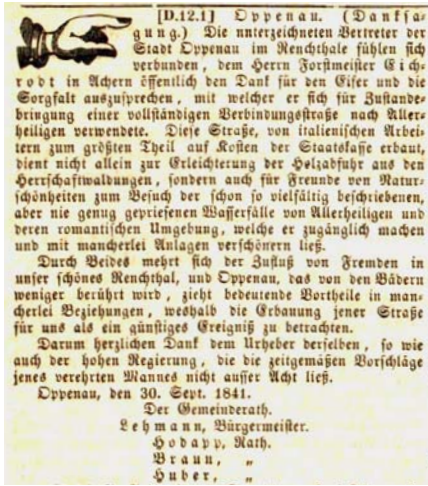 [D.12.1] Oppenau. (Danksa-
gung.) Die unterzeichneten Vertreter der
Stadt Oppenau im Renchthale fühlen sich
verbunden, dem Herrn Forstmeister Eich-
rodt in Achern öffentlich den Dank für den Eifer und die
Sorgfalt auszusprechen, mit welcher er sich für Zustande-
bringung einer vollständigen Verbindungsstraße nach Aller-
heiligen verwendete. Diese Straße, von italienischen Arbei-
tern zum größten Theil auf Kosten der Staatskasse erbaut,
dient nicht allein zur Erleichterung der Holzabfuhr aus den
Herrschaftwaldungen, sondern auch für Freunde von Natur-
schönheiten zum Besuch der schon so vielfältig beschriebenen,
aber nie genug gepriesenen Wasserfälle von Allerheiligen und
deren romantischen Umgebung, welche er zugänglich machen
und mit mancherlei Anlagen verschönern ließ.
Durch Beides mehrt sich der Zufluß von Fremden in
unser schönes Renchthal, und Oppenau, das von den Bädern
weniger berührt wird, zieht bedeutende Vortheile in man-
cherlei Beziehungen, weshalb die Erbauung jener Straße
für uns als ein günstiges Ereigniß zu betrachten.
Darum herzlichen Dank dem Urheber derselben, so wie
auch der hohen Regierung, die die zeitgemäßen Vorschläge
jenes verehrten Mannes nicht ausser Acht ließ.
Oppenau, den 30. Sept. 1841.
Der Gemeinderath.
Lehmann, Bürgermeister.
Hodapp, Rath.
Braun, „
Huber, „